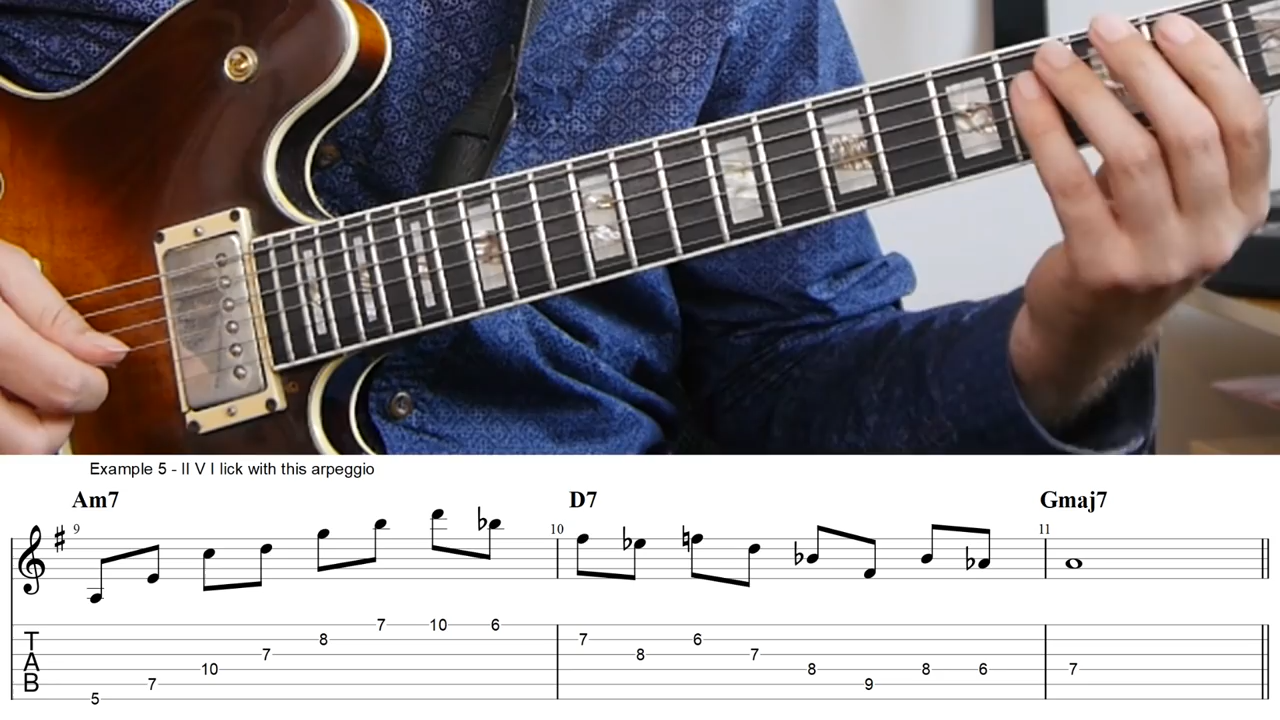 Example 5 - II V I lick with this arpeggio
Am7 D7 Gmaj7
9 10 11
7 10 6
8 7 6
7 8 7
T 10 8 8 6 7
A 7 9
B 5